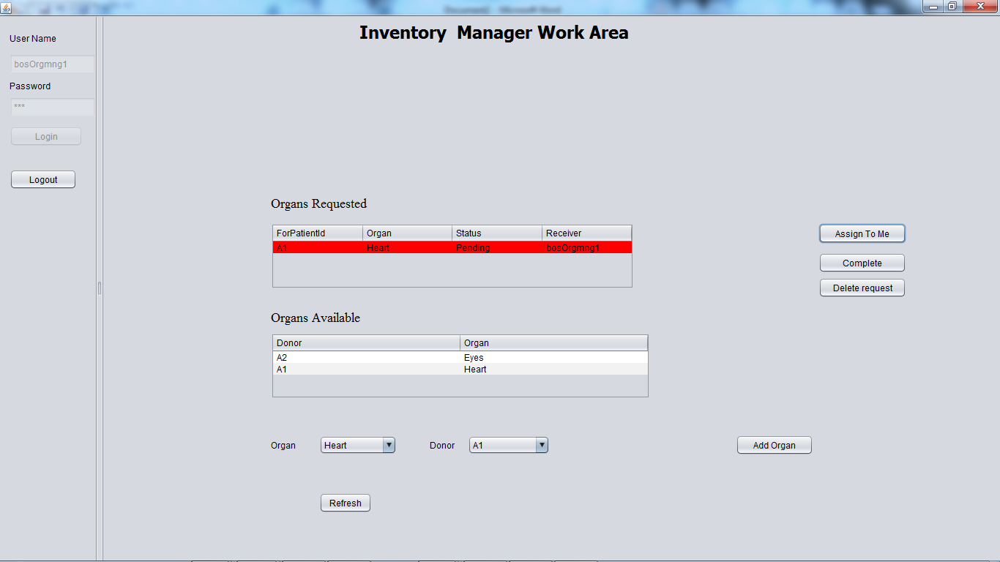 Document1 - Microsoft Word
Inventory  Manager Work Area
User Name
bosOrgmng1
Password
***
Login
Logout
Organs Requested
ForPatientId Organ Status Receiver
A1 Heart Pending bosOrgmng1
Assign To Me
Complete
Delete request
Organs Available
Donor Organ
A2 Eyes
A1 Heart
Organ Heart Donor A1 Add Organ
Refresh